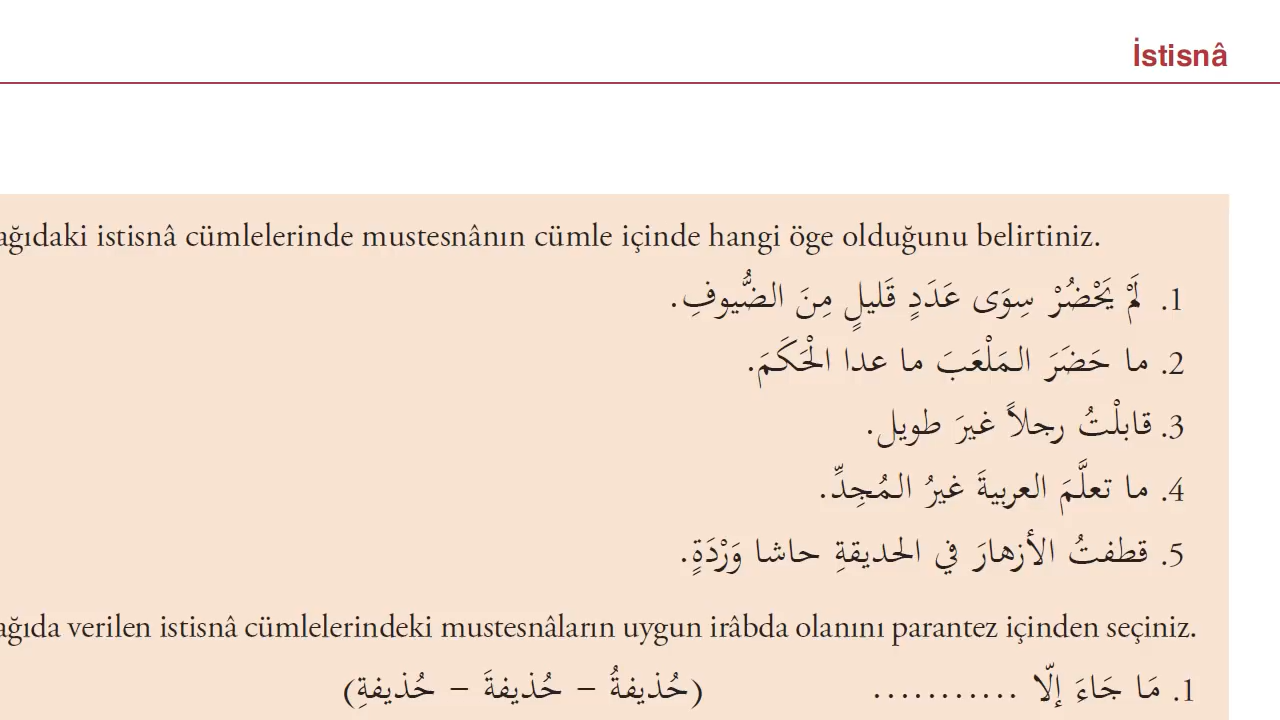 İstisnâ
ağıdaki istisnâ cümlelerinde mustesnânın cümle içinde hangi öge olduğunu belirtiniz.
1. لَمْ يَحْضُرْ سِوَى عَدَدٍ قَليلٍ مِنَ الضُّيوفِ.
2. ما حَضَرَ المَلْعَبَ ما عدا الْحَكَمَ.
3. قابلْتُ رجلاً غيرَ طويل.
4. ما تعلَّمَ العربيةَ غيرُ المُجِدِّ.
5. قطفتُ الأزهارَ في الحديقةِ حاشا وَرْدَةٍ.
ağıda verilen istisnâ cümlelerindeki mustesnâların uygun irâbda olanını parantez içinden seçiniz.
1. مَا جَاءَ إلّا ........... (حُذيفةُ – حُذيفةَ – حُذيفةِ)